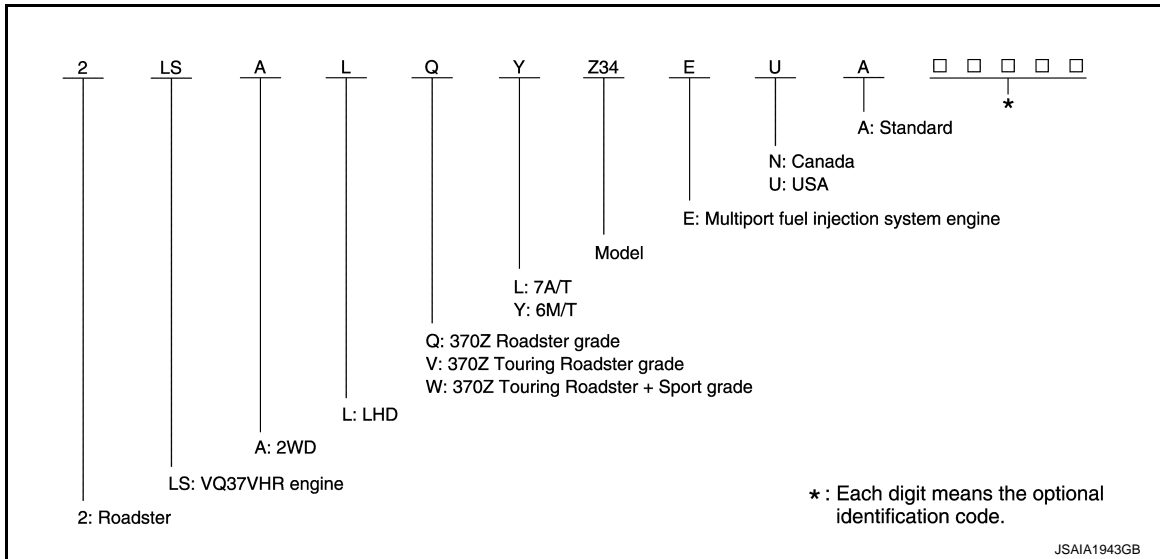 2 LS A L Q Y Z34 E U A □ □ □ □ □
*
A: Standard
N: Canada
U: USA
E: Multiport fuel injection system engine
Model
L: 7A/T
Y: 6M/T
Q: 370Z Roadster grade
V: 370Z Touring Roadster grade
W: 370Z Touring Roadster + Sport grade
L: LHD
A: 2WD
LS: VQ37VHR engine
2: Roadster
* : Each digit means the optional
identification code.
JSAIA1943GB